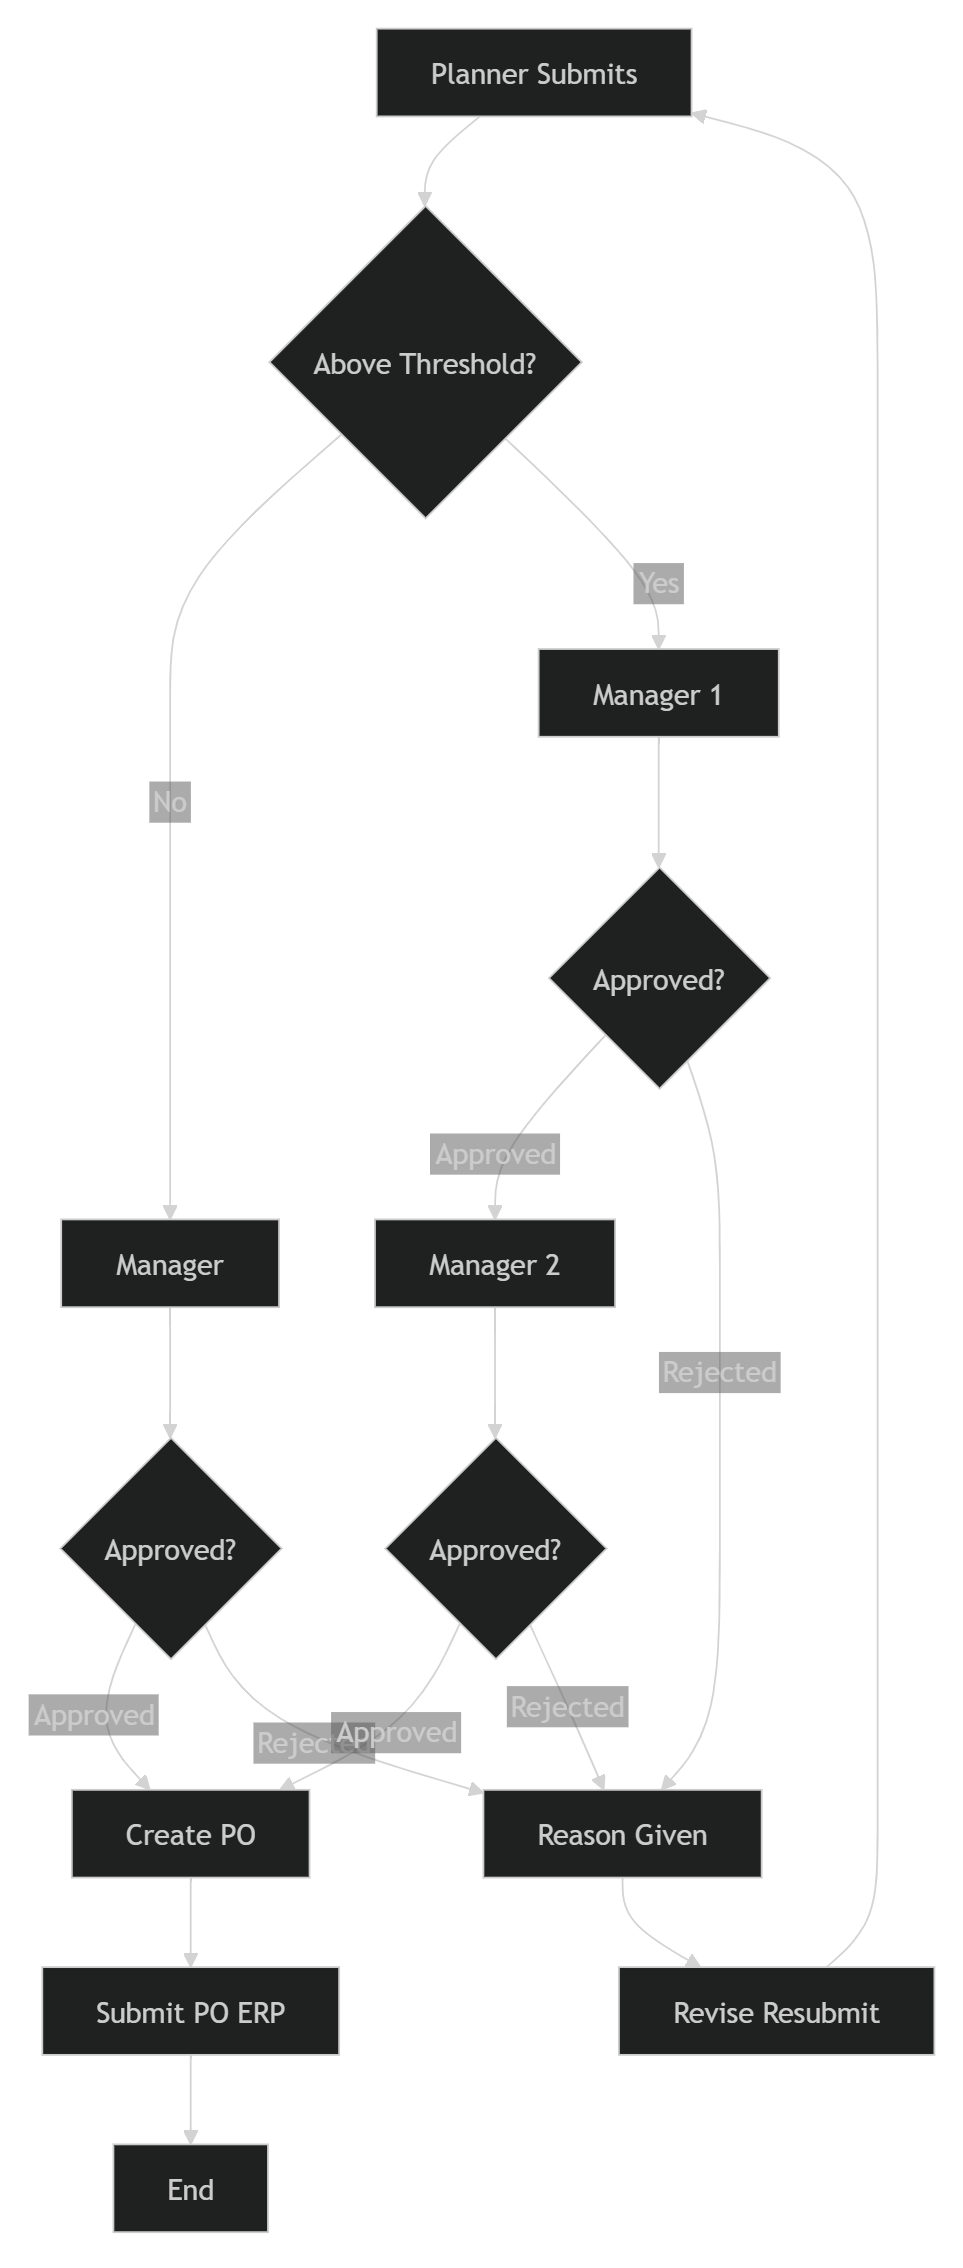 Planner Submits
Above Threshold?
Yes
Manager 1
No
Approved?
Approved
Manager
Manager 2
Rejected
Approved?
Approved?
Approved
Rejected
Approved
Create PO
Reason Given
Submit PO ERP
Revise Resubmit
End